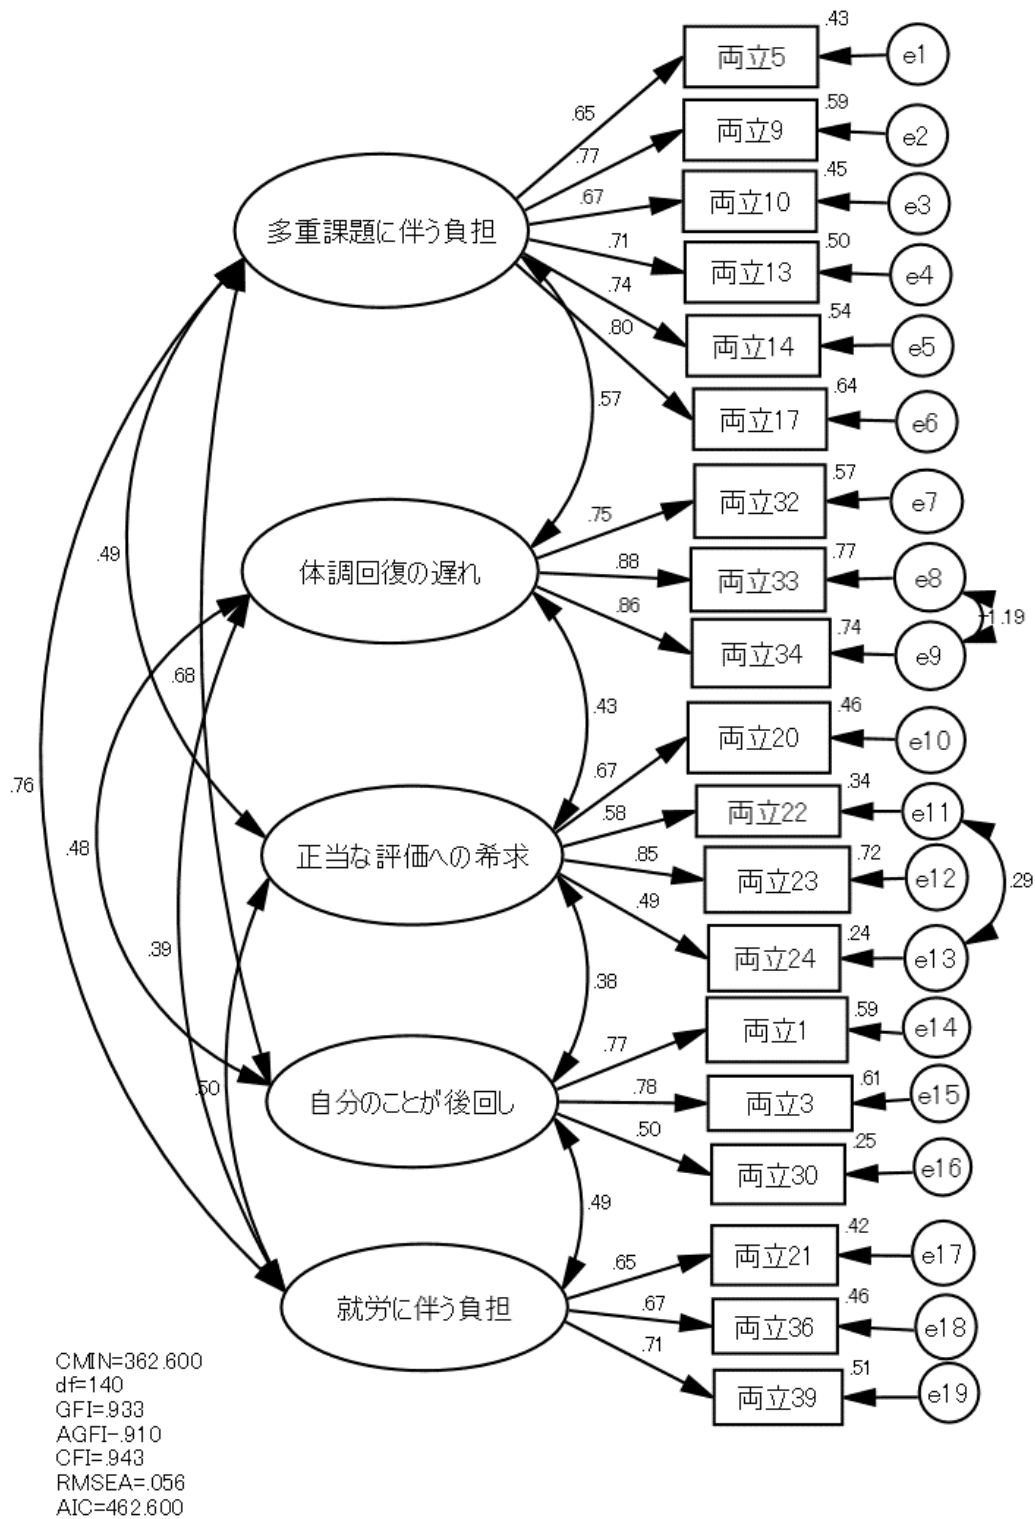 .43
両立5
e1
.65
.59
両立9
e2
.77
.45
両立10
e3
.67
多重課題に伴う負担
.50
両立13
e4
.71
.54
両立14
e5
.74
.80
.64
両立17
e6
.57
.57
両立32
e7
.75
.49
体調回復の遅れ
.77
両立33
e8
.88
-1.19
.86
.74
両立34
e9
.68
.43
.46
両立20
e10
.67
.76
.34
両立22
e11
.58
.48
正当な評価への希求
.72
両立23
e12
.85
.29
.49
.24
両立24
e13
.39
.38
.59
両立1
e14
.77
.50
自分のことが後回し
.61
両立3
e15
.78
.50
.25
両立30
e16
.49
.42
両立21
e17
.65
就労に伴う負担
.46
両立36
e18
.67
.71
.51
両立39
e19
CMIN=362.600
df=140
GFI=.933
AGFI-.910
CFI=.943
RMSEA=.056
AIC=462.600